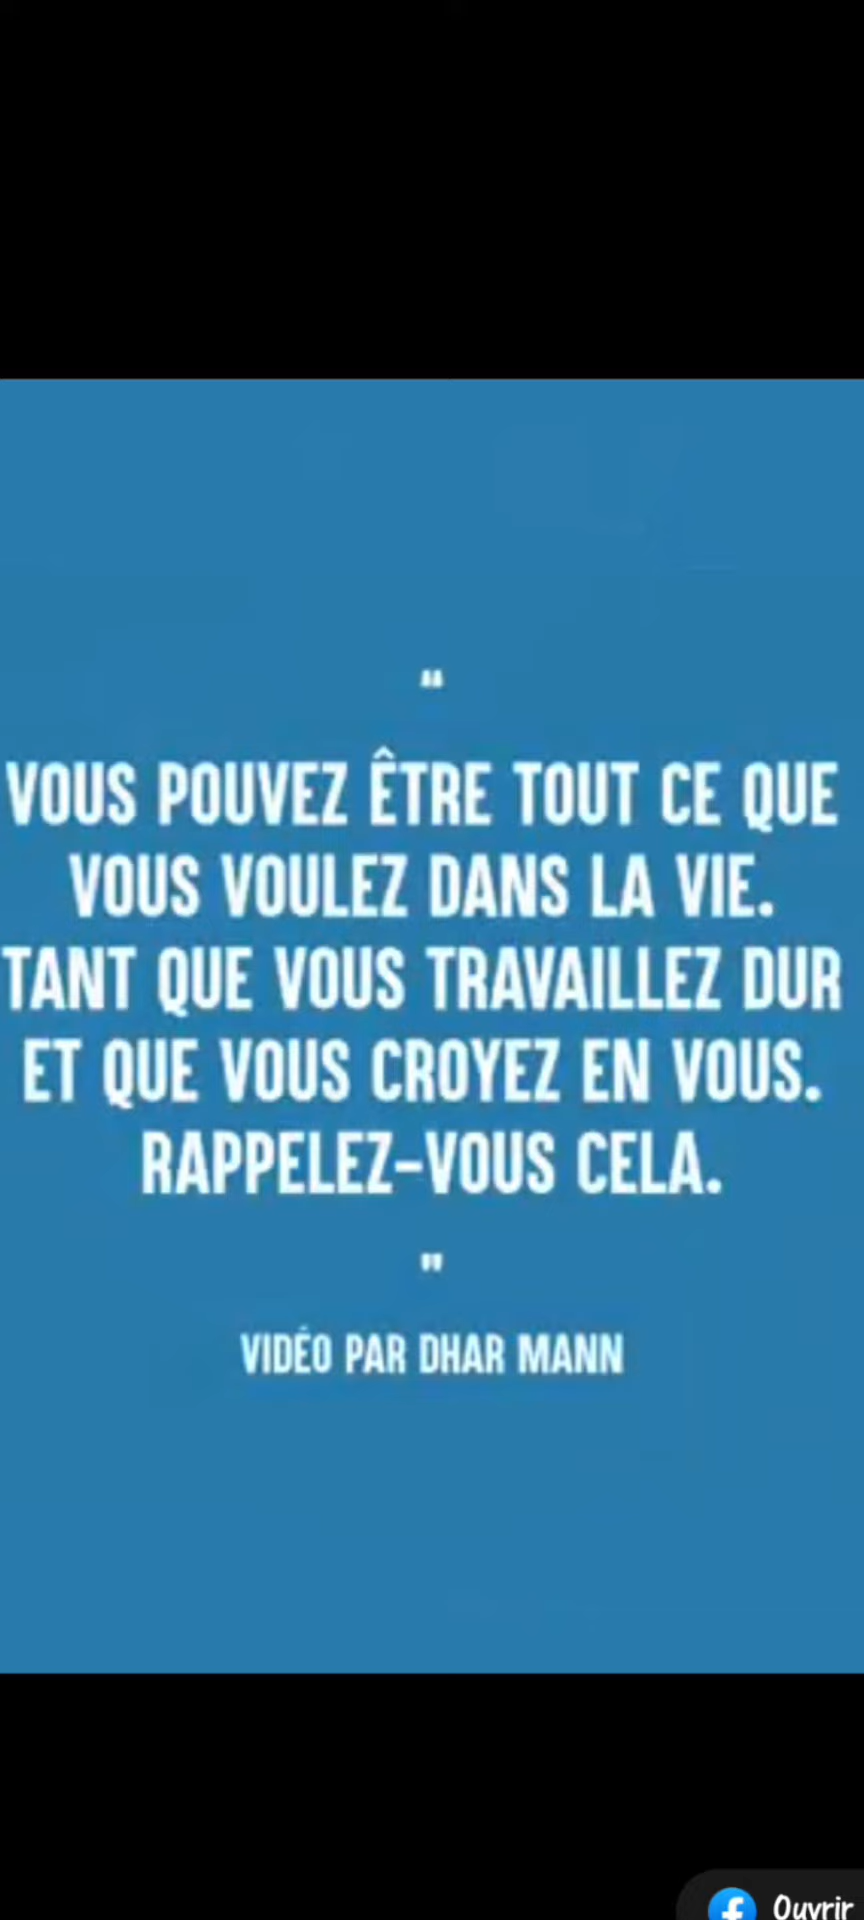 "
VOUS POUVEZ ÊTRE TOUT CE QUE
VOUS VOULEZ DANS LA VIE.
TANT QUE VOUS TRAVAILLEZ DUR
ET QUE VOUS CROYEZ EN VOUS.
RAPPELEZ-VOUS CELA.
"
VIDÉO PAR DHAR MANN
Ouvrir